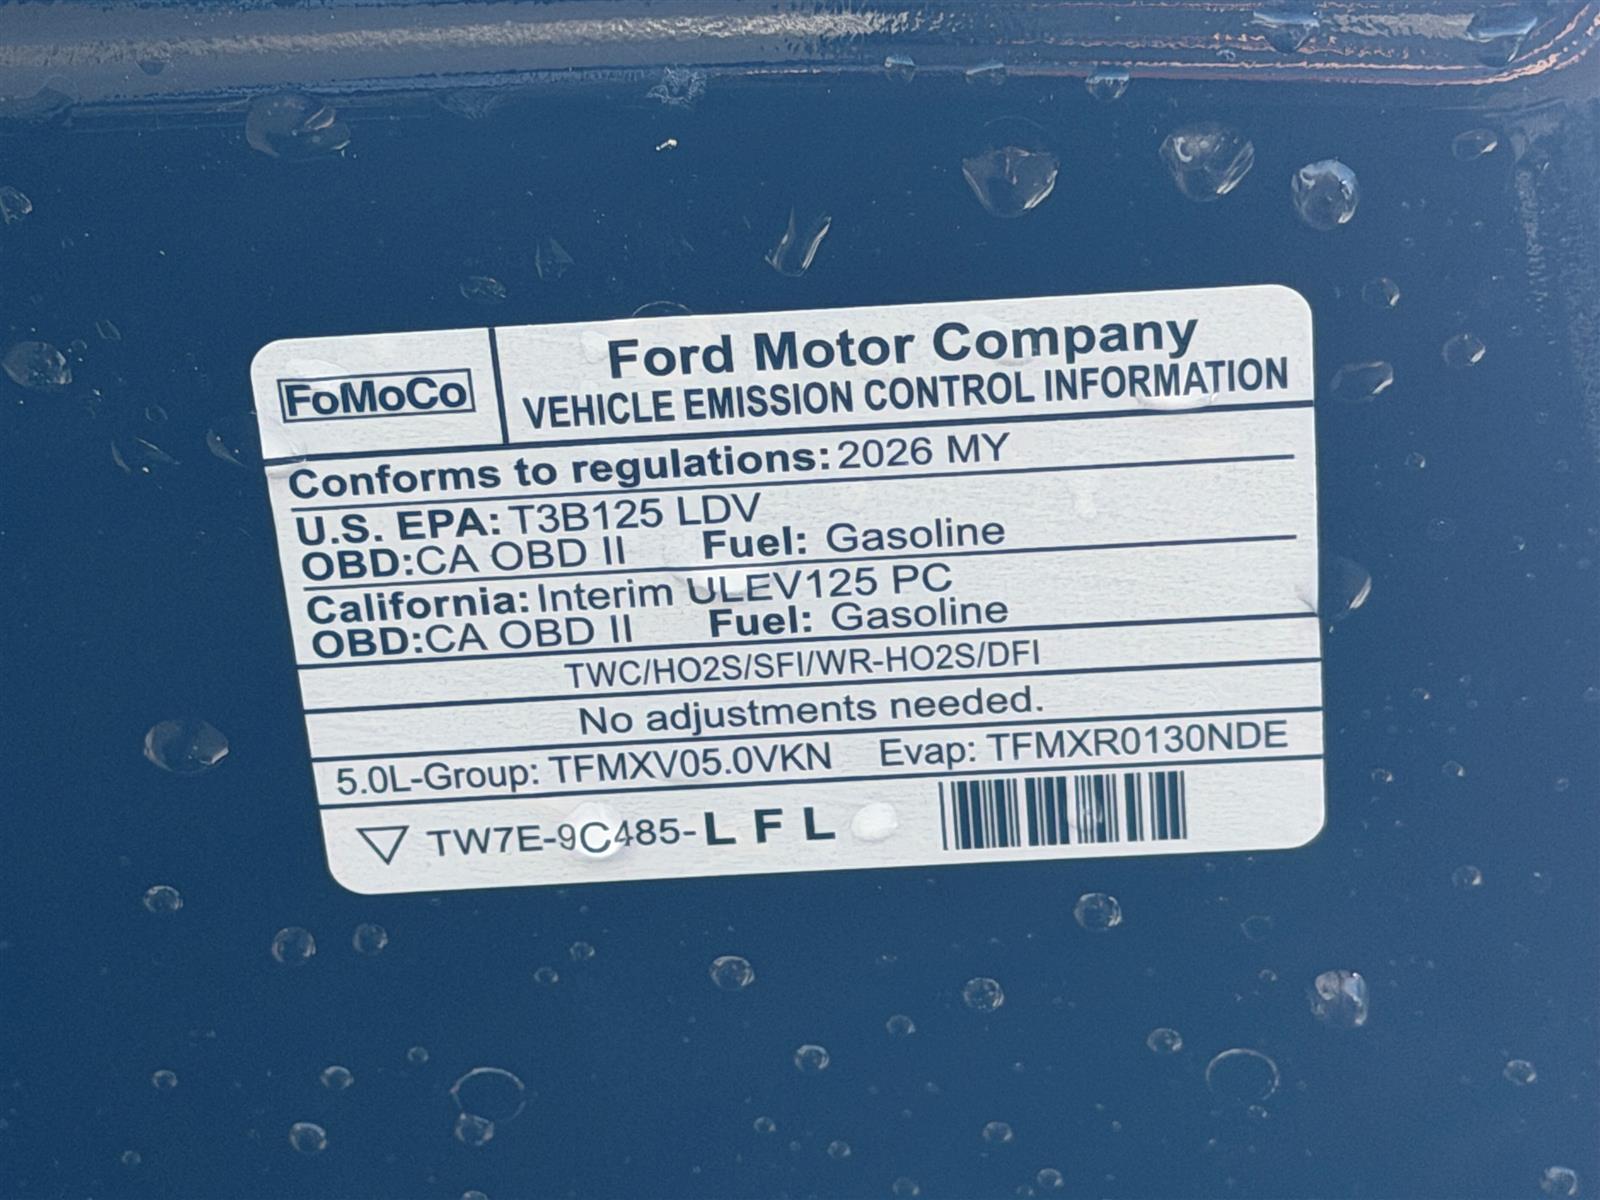 FoMoCo
Ford Motor Company
VEHICLE EMISSION CONTROL INFORMATION
Conforms to regulations: 2026 MY
U.S. EPA: T3B125 LDV
OBD: CA OBD II Fuel: Gasoline
California: Interim ULEV125 PC
OBD: CA OBD II Fuel: Gasoline
TWC/HO2S/SFI/WR-HO2S/DFI
No adjustments needed.
5.0L-Group: TFMXV05.0VKN Evap: TFMXR0130NDE
TW7E-9C485-L F L